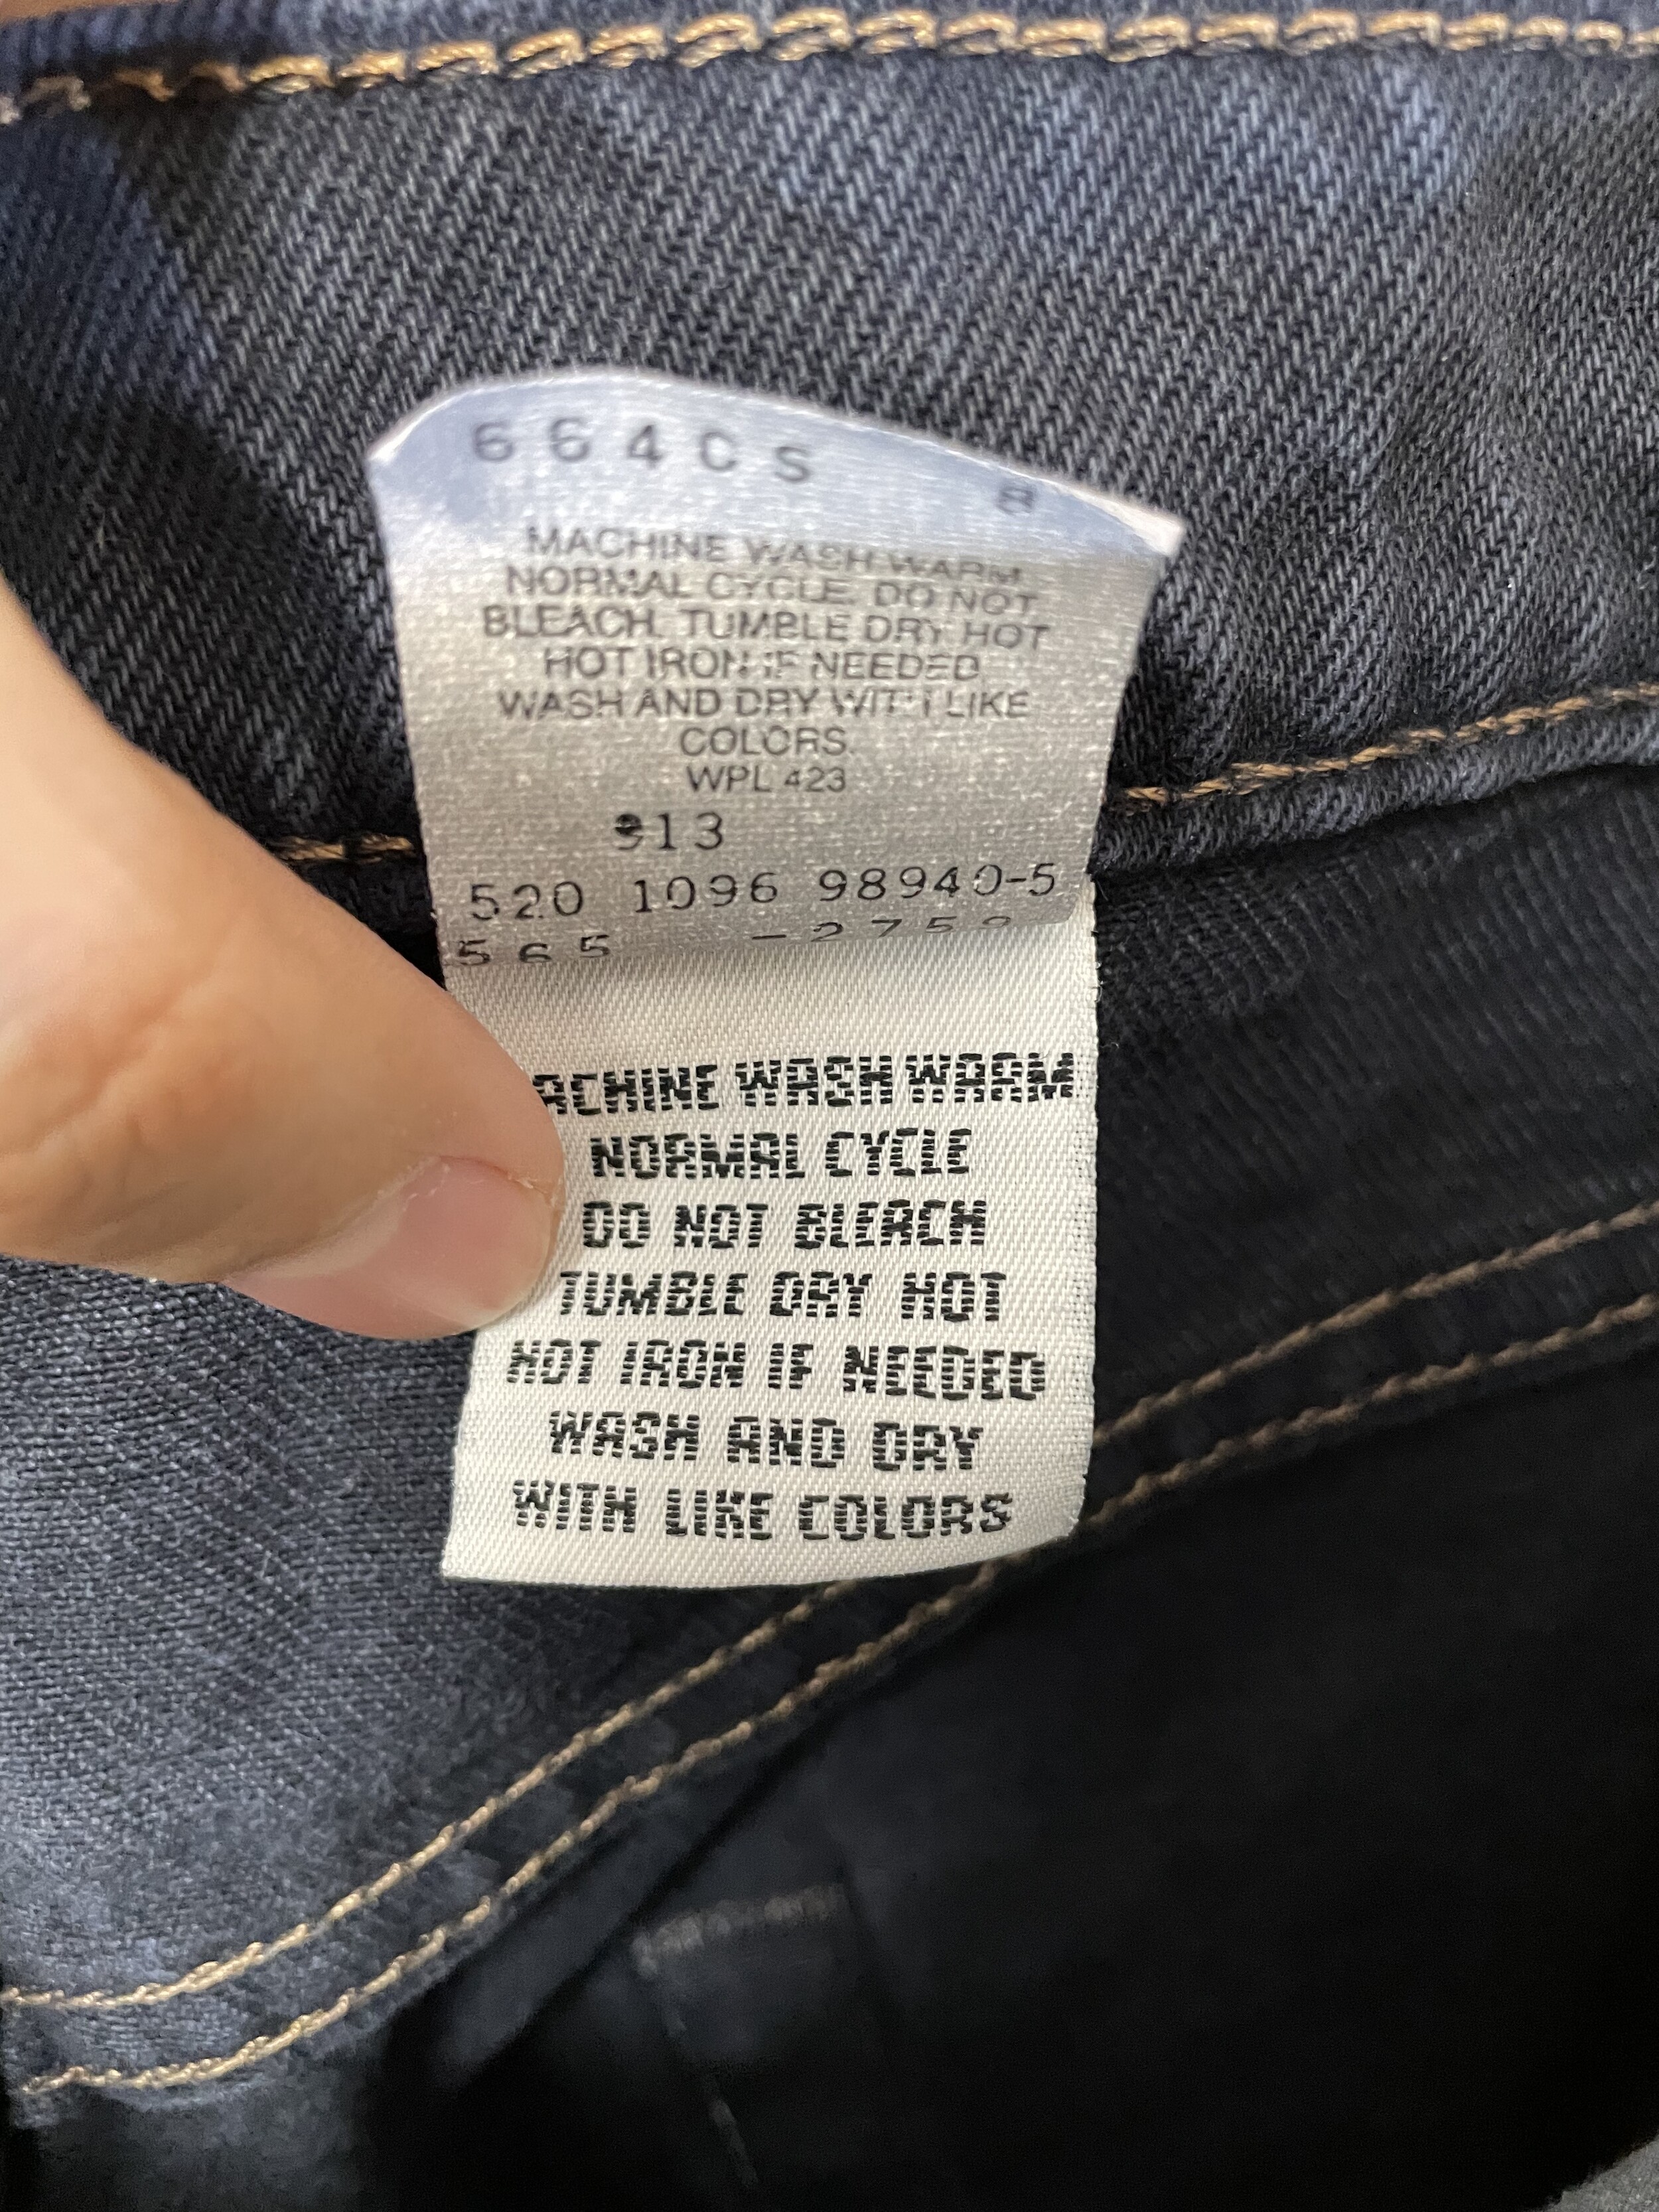 664CS 8
MACHINE WASH WARM
NORMAL CYCLE. DO NOT
BLEACH. TUMBLE DRY HOT
HOT IRON IF NEEDED
WASH AND DRY WITH LIKE
COLORS.
WPL 423
13
520 1096 98940-5
565
ACHINE WASH WARM
NORMAL CYCLE
DO NOT BLEACH
TUMBLE DRY HOT
HOT IRON IF NEEDED
WASH AND DRY
WITH LIKE COLORS